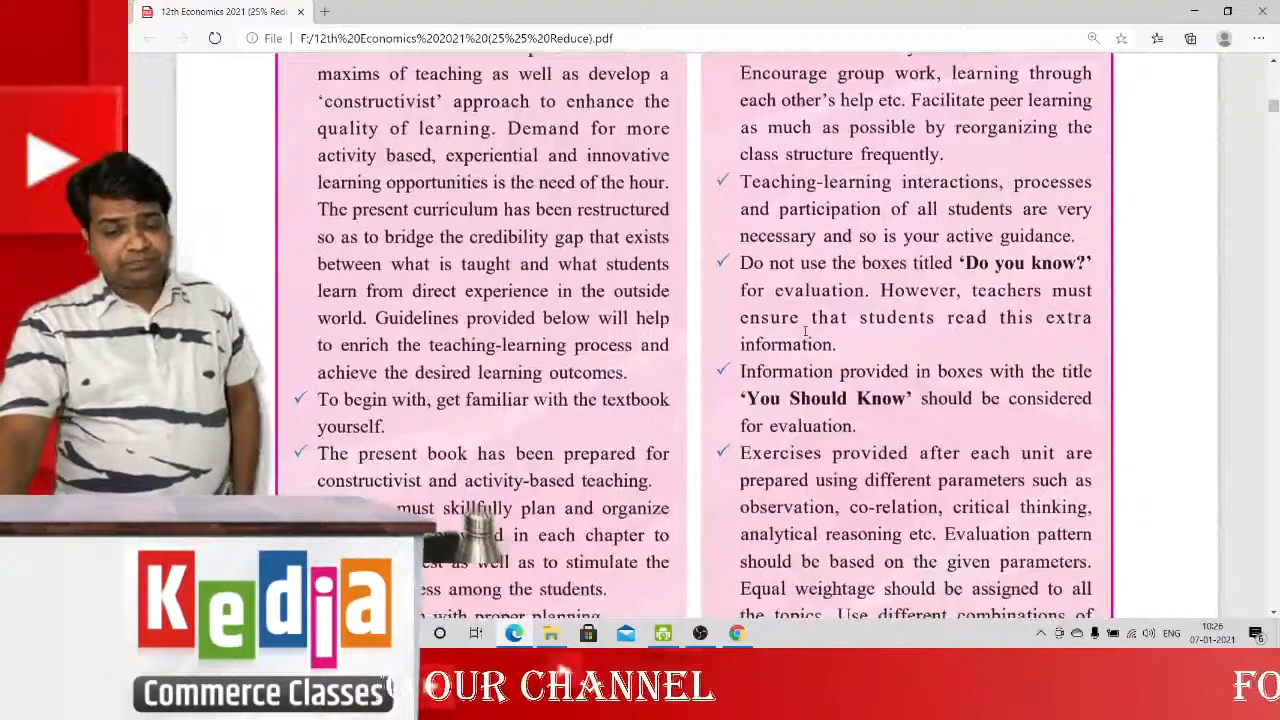 12th Economics 2021 (25% Redu
File
F:/12th%20Economics%202021%20(25%25%20Reduce).pdf
maxims of teaching as well as develop a
‘constructivist’ approach to enhance the
quality of learning. Demand for more
activity based, experiential and innovative
learning opportunities is the need of the hour.
The present curriculum has been restructured
so as to bridge the credibility gap that exists
between what is taught and what students
learn from direct experience in the outside
world. Guidelines provided below will help
to enrich the teaching-learning process and
achieve the desired learning outcomes.
To begin with, get familiar with the textbook
yourself.
The present book has been prepared for
constructivist and activity-based teaching.
must skillfully plan and organize
in each chapter to
well as to stimulate the
among the students.
with proper planning.
Encourage group work, learning through
each other’s help etc. Facilitate peer learning
as much as possible by reorganizing the
class structure frequently.
Teaching-learning interactions, processes
and participation of all students are very
necessary and so is your active guidance.
Do not use the boxes titled ‘Do you know?’
for evaluation. However, teachers must
ensure that students read this extra
information.
Information provided in boxes with the title
‘You Should Know’ should be considered
for evaluation.
Exercises provided after each unit are
prepared using different parameters such as
observation, co-relation, critical thinking,
analytical reasoning etc. Evaluation pattern
should be based on the given parameters.
Equal weightage should be assigned to all
the topics. Use different combinations of
ENG
10:26
07-01-2021
Kedia
Commerce Classes
OUR CHANNEL
FO